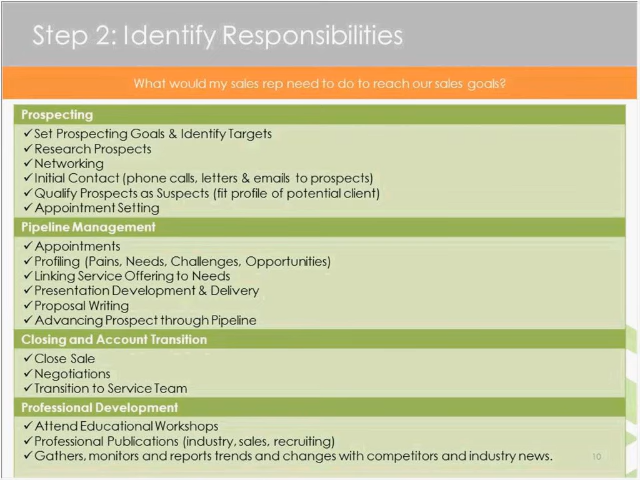 Step 2: Identify Responsibilities
What would my sales rep need to do to reach our sales goals?
Prospecting
✓Set Prospecting Goals & Identify Targets
✓Research Prospects
✓Networking
✓Initial Contact (phone calls, letters & emails to prospects)
✓Qualify Prospects as Suspects (fit profile of potential client)
✓Appointment Setting
Pipeline Management
✓Appointments
✓Profiling (Pains, Needs, Challenges, Opportunities)
✓Linking Service Offering to Needs
✓Presentation Development & Delivery
✓Proposal Writing
✓Advancing Prospect through Pipeline
Closing and Account Transition
✓Close Sale
✓Negotiations
✓Transition to Service Team
Professional Development
✓Attend Educational Workshops
✓Professional Publications (industry, sales, recruiting)
✓Gathers, monitors and reports trends and changes with competitors and industry news.
10